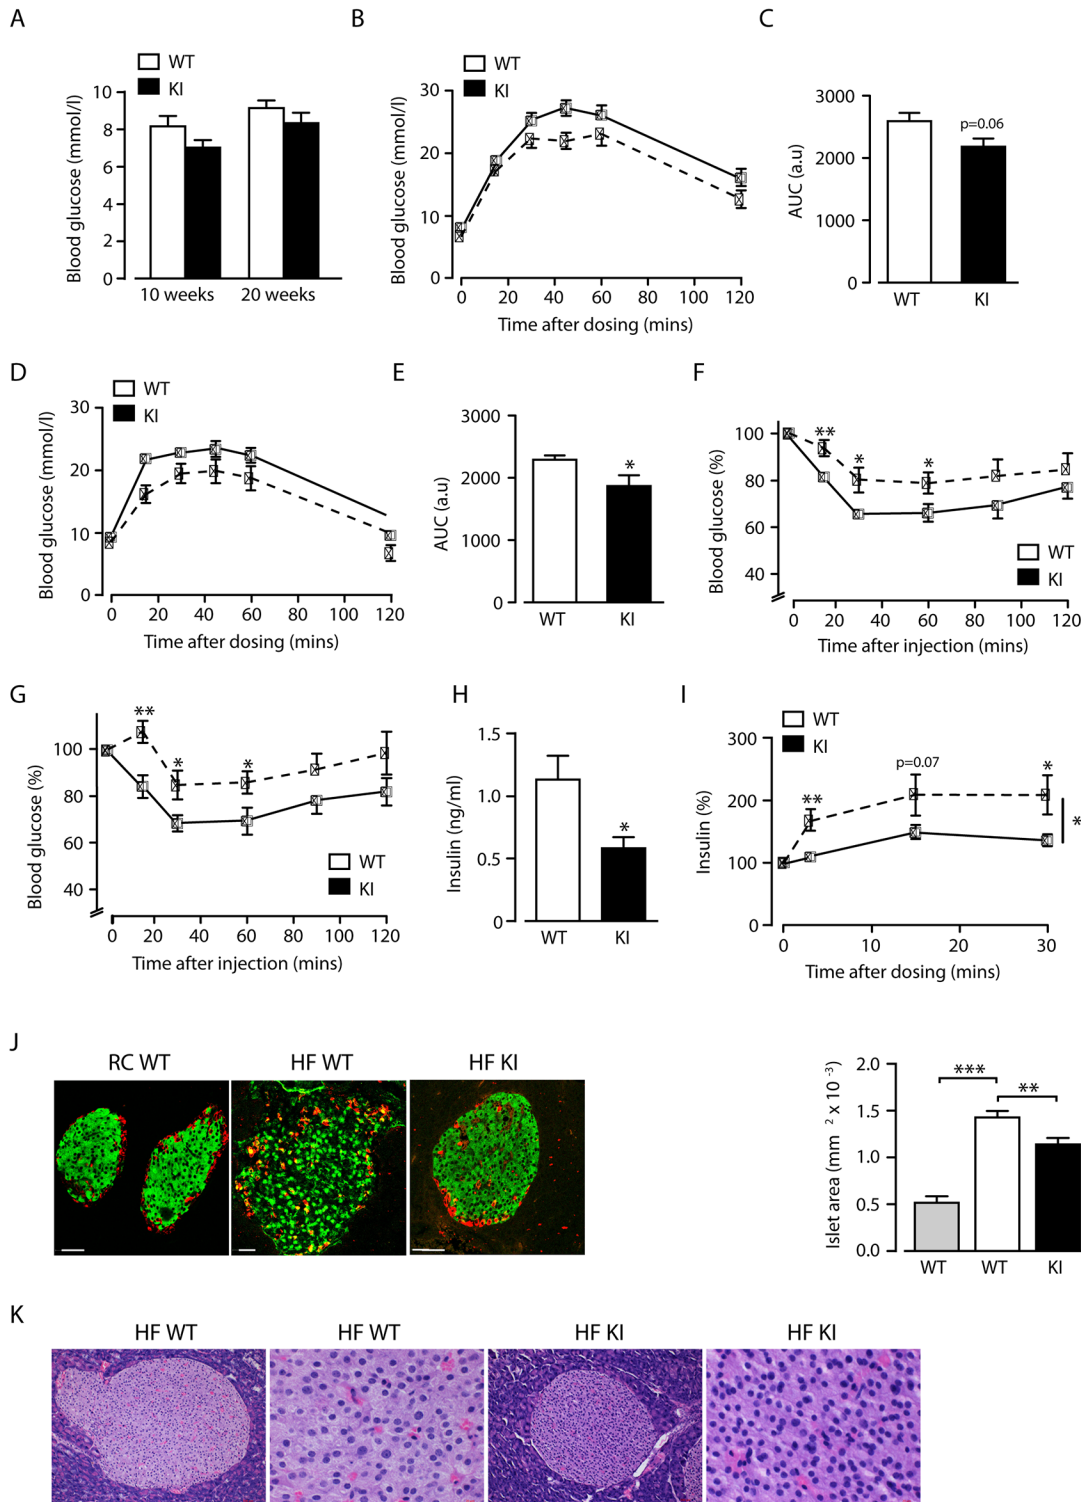 A
WT
KI
Blood glucose (mmol/l)
10
8
6
4
2
0
10 weeks
20 weeks
B
WT
KI
Blood glucose (mmol/l)
30
20
10
0
0 20 40 60 80 100 120
Time after dosing (mins)
C
AUC (a.u)
3000
2000
1000
0
p=0.06
WT
KI
D
WT
KI
Blood glucose (mmol/l)
30
20
10
0
0 20 40 60 80 100 120
Time after dosing (mins)
E
AUC (a.u)
3000
2000
1000
0
*
WT
KI
F
Blood glucose (%)
100
80
60
40
**
*
*
WT
KI
0 20 40 60 80 100 120
Time after injection (mins)
G
Blood glucose (%)
100
80
60
40
**
*
*
WT
KI
0 20 40 60 80 100 120
Time after injection (mins)
H
Insulin (ng/ml)
1.5
1.0
0.5
0
*
WT
KI
I
WT
KI
Insulin (%)
300
200
100
0
**
p=0.07
*
*
0 10 20 30
Time after dosing (mins)
J
RC WT
HF WT
HF KI
Islet area (mm 2 x 10 -3)
2.0
1.5
1.0
0.5
0.0
***
**
WT
WT
KI
K
HF WT
HF WT
HF KI
HF KI